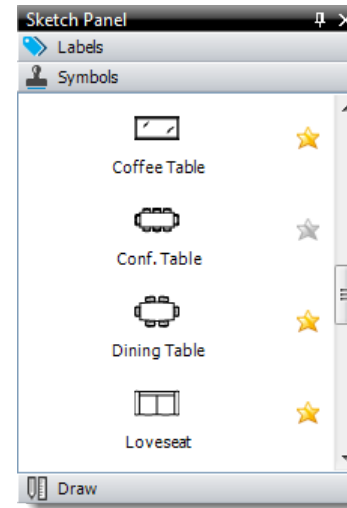 Sketch Panel
Labels
Symbols
Coffee Table
Conf. Table
Dining Table
Loveseat
Draw